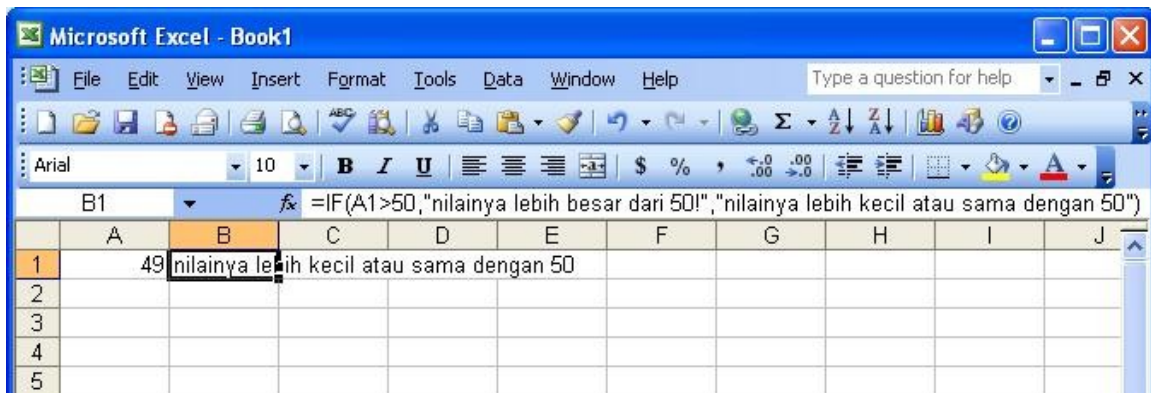 Microsoft Excel - Book1
File Edit View Insert Format Tools Data Window Help Type a question for help
Arial 10 B I U $ % ,
B1 fx =IF(A1>50,"nilainya lebih besar dari 50!","nilainya lebih kecil atau sama dengan 50")
A B C D E F G H I J
1 49 nilainya lebih kecil atau sama dengan 50
2
3
4
5